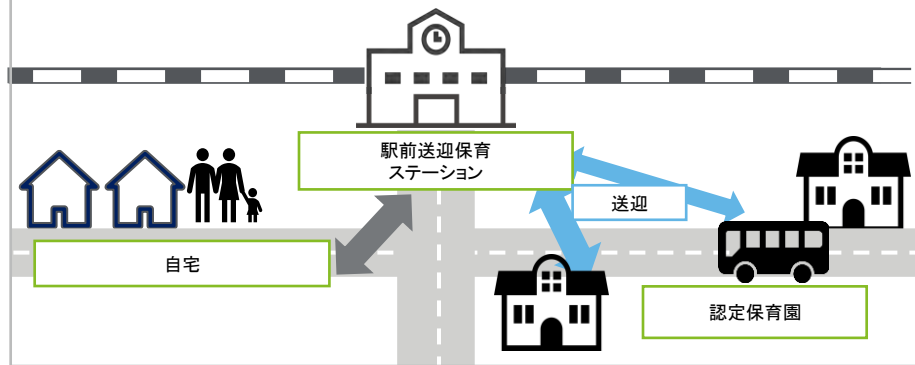 駅前送迎保育
ステーション
送迎
自宅
認定保育園